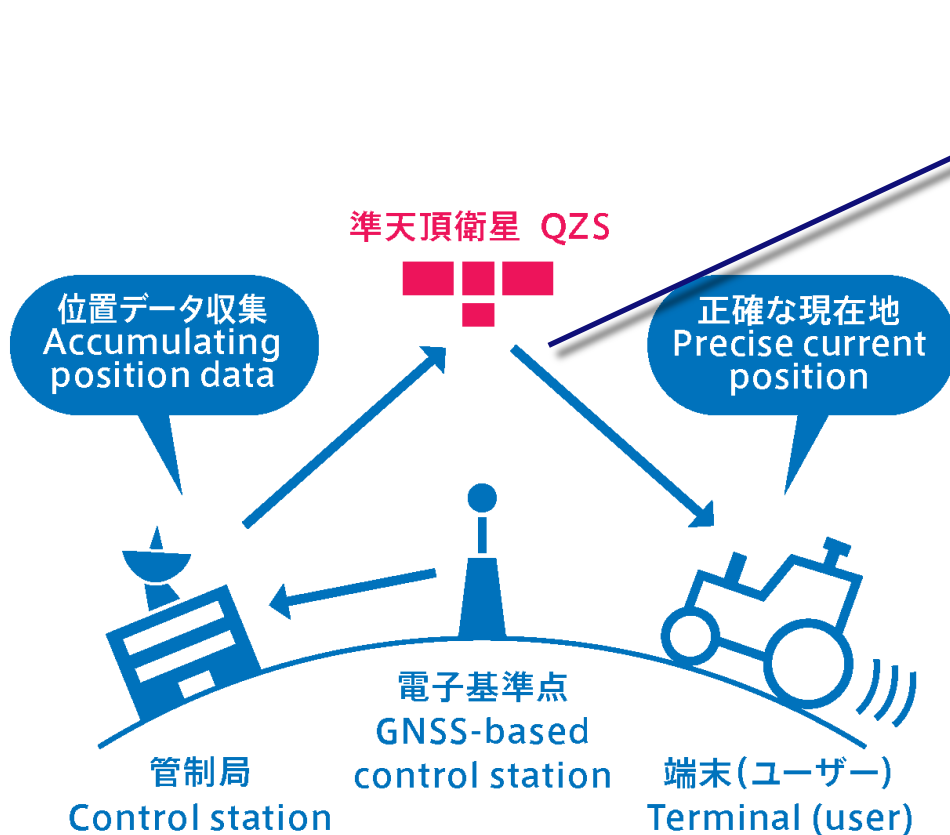 準天頂衛星 QZS
位置データ収集
Accumulating
position data
正確な現在地
Precise current
position
電子基準点
GNSS-based
control station
管制局
Control station
端末(ユーザー)
Terminal (user)